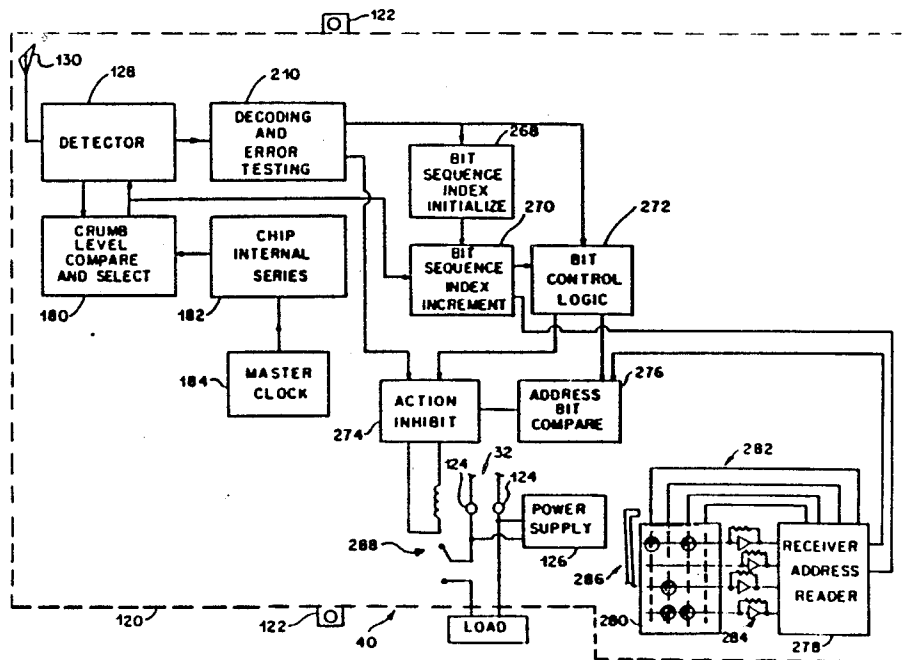 122
130
128
210
DETECTOR
DECODING
AND
ERROR
TESTING
268
BIT
SEQUENCE
INDEX
INITIALIZE
270
272
CRUMB
LEVEL
COMPARE
AND SELECT
CHIP
INTERNAL
SERIES
BIT
SEQUENCE
INDEX
INCREMENT
BIT
CONTROL
LOGIC
180
182
184
MASTER
CLOCK
276
ACTION
INHIBIT
ADDRESS
BIT
COMPARE
274
32
124
124
282
POWER
SUPPLY
288
126
286
RECEIVER
ADDRESS
READER
120
122
40
LOAD
280
284
278